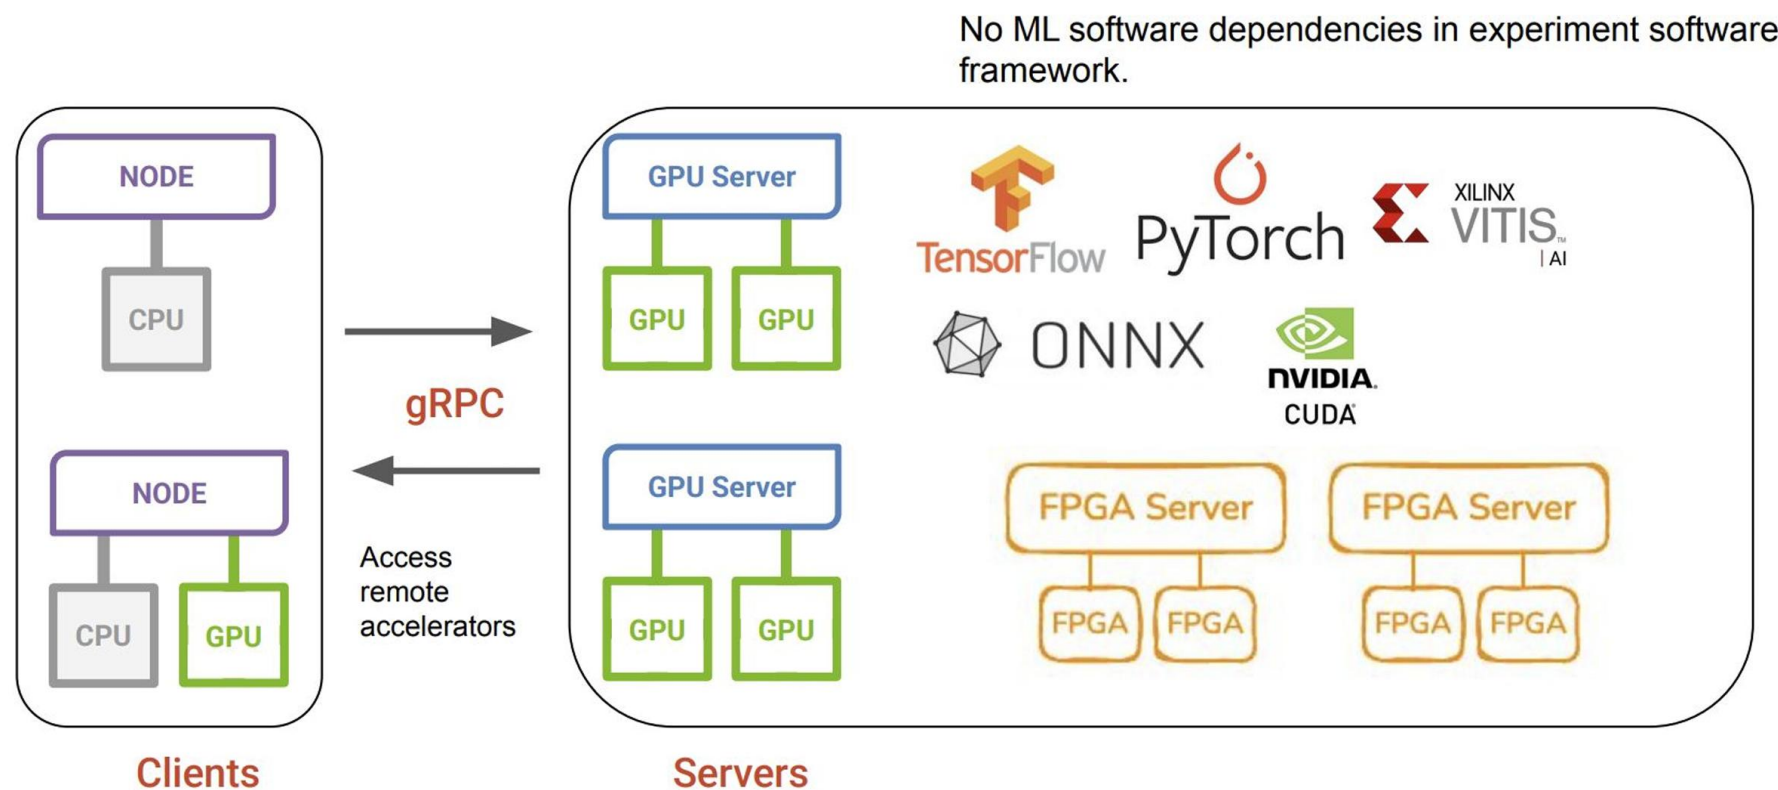 No ML software dependencies in experiment software
framework.
NODE
CPU
NODE
CPU
GPU
Clients
gRPC
Access
remote
accelerators
GPU Server
GPU
GPU
GPU Server
GPU
GPU
Servers
TensorFlow
PyTorch
XILINX
VITIS™
| AI
ONNX
NVIDIA®
CUDA®
FPGA Server
FPGA
FPGA
FPGA Server
FPGA
FPGA